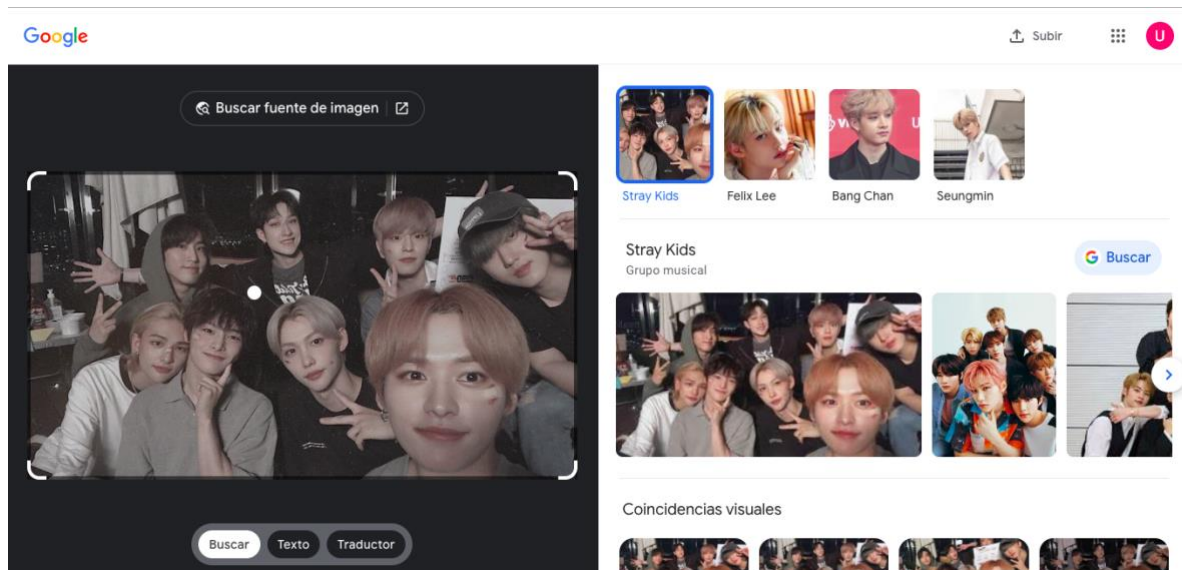 Google
Subir
U
Buscar fuente de imagen
Stray Kids
Felix Lee
Bang Chan
Seungmin
Stray Kids
Grupo musical
Buscar
Coincidencias visuales
Buscar
Texto
Traductor